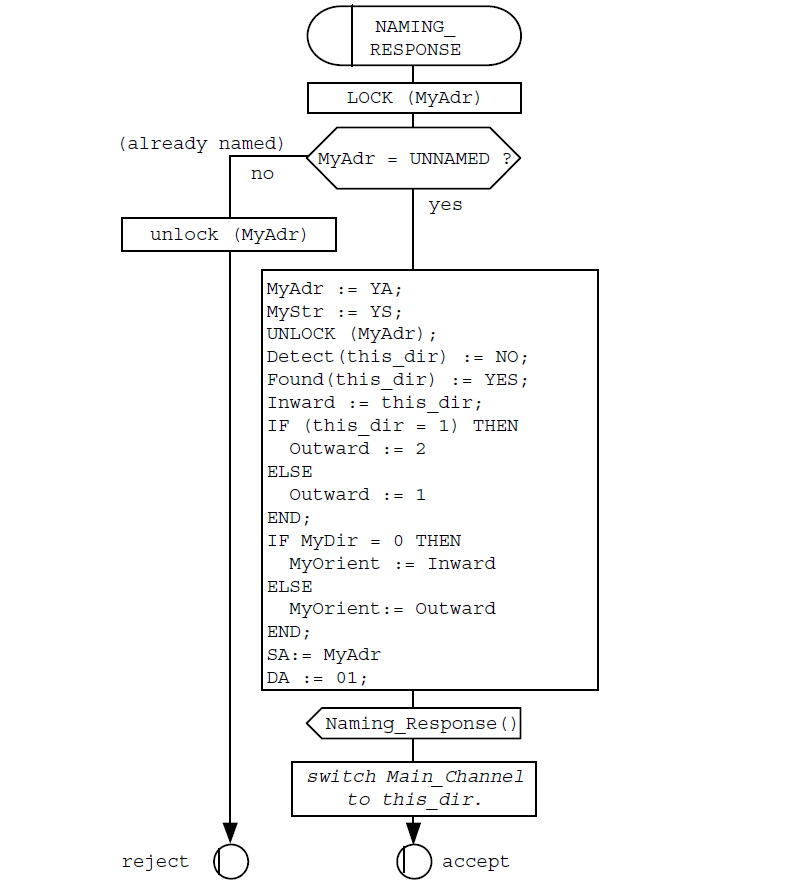 NAMING_
RESPONSE
LOCK (MyAdr)
(already named)
MyAdr = UNNAMED ?
no
yes
unlock (MyAdr)
MyAdr := YA;
MyStr := YS;
UNLOCK (MyAdr);
Detect(this_dir) := NO;
Found(this_dir) := YES;
Inward := this_dir;
IF (this_dir = 1) THEN
  Outward := 2
ELSE
  Outward := 1
END;
IF MyDir = 0 THEN
  MyOrient := Inward
ELSE
  MyOrient:= Outward
END;
SA:= MyAdr
DA := 01;
Naming_Response()
switch Main_Channel
to this_dir.
reject
accept